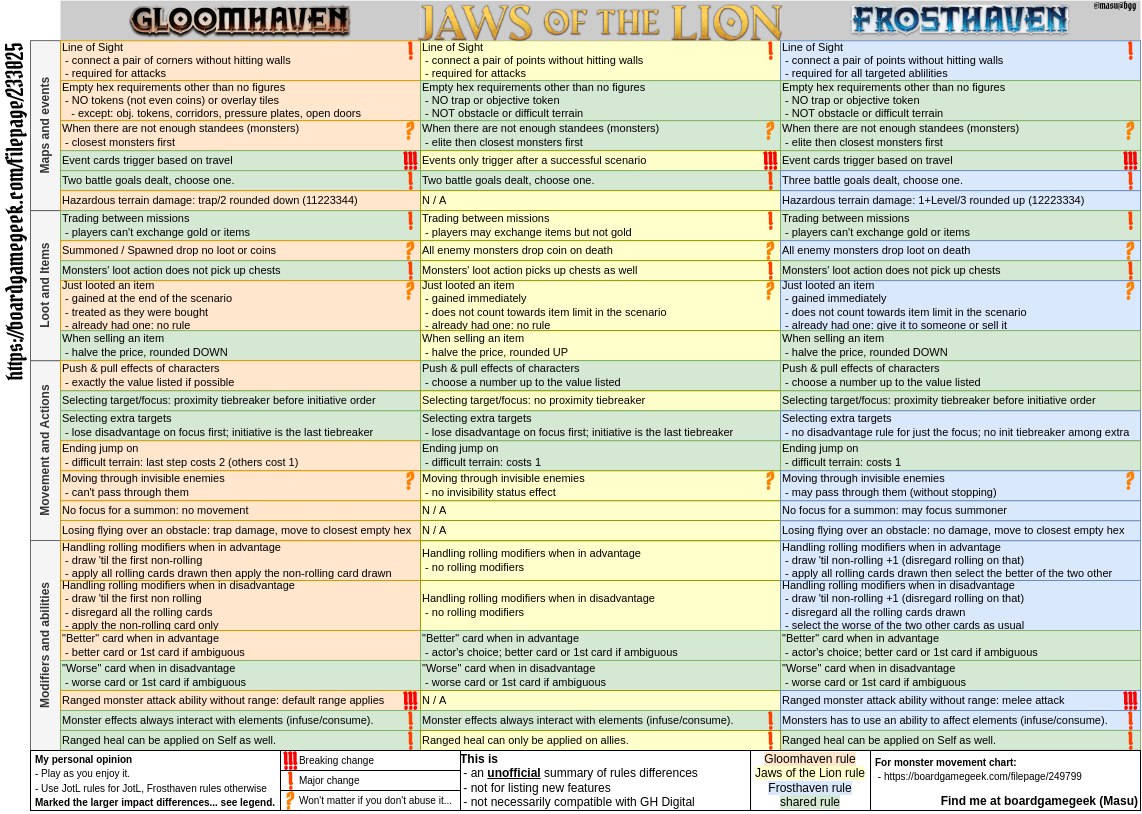 GLOOMHAVEN
JAWS OF THE LION
FROSTHAVEN
@masu@bgg
https://boardgamegeek.com/filepage/233025
Maps and events
Line of Sight
- connect a pair of corners without hitting walls
- required for attacks
Line of Sight
- connect a pair of points without hitting walls
- required for attacks
Line of Sight
- connect a pair of points without hitting walls
- required for all targeted ablilities
Empty hex requirements other than no figures
- NO tokens (not even coins) or overlay tiles
- except: obj. tokens, corridors, pressure plates, open doors
Empty hex requirements other than no figures
- NO trap or objective token
- NOT obstacle or difficult terrain
Empty hex requirements other than no figures
- NO trap or objective token
- NOT obstacle or difficult terrain
When there are not enough standees (monsters)
- closest monsters first
?
When there are not enough standees (monsters)
- elite then closest monsters first
?
When there are not enough standees (monsters)
- elite then closest monsters first
?
Event cards trigger based on travel
!!!
Events only trigger after a successful scenario
!!!
Event cards trigger based on travel
!!!
Two battle goals dealt, choose one.
!
Two battle goals dealt, choose one.
!
Three battle goals dealt, choose one.
!
Hazardous terrain damage: trap/2 rounded down (11223344)
N / A
Hazardous terrain damage: 1+Level/3 rounded up (12223334)
Loot and Items
Trading between missions
- players can't exchange gold or items
!
Trading between missions
- players may exchange items but not gold
!
Trading between missions
- players can't exchange gold or items
!
Summoned / Spawned drop no loot or coins
?
All enemy monsters drop coin on death
?
All enemy monsters drop loot on death
?
Monsters' loot action does not pick up chests
!
Monsters' loot action picks up chests as well
!
Monsters' loot action does not pick up chests
!
Just looted an item
- gained at the end of the scenario
- treated as they were bought
- already had one: no rule
?
Just looted an item
- gained immediately
- does not count towards item limit in the scenario
- already had one: no rule
?
Just looted an item
- gained immediately
- does not count towards item limit in the scenario
- already had one: give it to someone or sell it
?
When selling an item
- halve the price, rounded DOWN
When selling an item
- halve the price, rounded UP
When selling an item
- halve the price, rounded DOWN
Movement and Actions
Push & pull effects of characters
- exactly the value listed if possible
Push & pull effects of characters
- choose a number up to the value listed
Push & pull effects of characters
- choose a number up to the value listed
Selecting target/focus: proximity tiebreaker before initiative order
Selecting target/focus: no proximity tiebreaker
Selecting target/focus: proximity tiebreaker before initiative order
Selecting extra targets
- lose disadvantage on focus first; initiative is the last tiebreaker
Selecting extra targets
- lose disadvantage on focus first; initiative is the last tiebreaker
Selecting extra targets
- no disadvantage rule for just the focus; no init tiebreaker among extra
Ending jump on
- difficult terrain: last step costs 2 (others cost 1)
Ending jump on
- difficult terrain: costs 1
Ending jump on
- difficult terrain: costs 1
Moving through invisible enemies
- can't pass through them
?
Moving through invisible enemies
- no invisibility status effect
?
Moving through invisible enemies
- may pass through them (without stopping)
?
No focus for a summon: no movement
N / A
No focus for a summon: may focus summoner
Losing flying over an obstacle: trap damage, move to closest empty hex
N / A
Losing flying over an obstacle: no damage, move to closest empty hex
Modifiers and abilities
Handling rolling modifiers when in advantage
- draw 'til the first non-rolling
- apply all rolling cards drawn then apply the non-rolling card drawn
Handling rolling modifiers when in advantage
- no rolling modifiers
Handling rolling modifiers when in advantage
- draw 'til non-rolling +1 (disregard rolling on that)
- apply all rolling cards drawn then select the better of the two other
Handling rolling modifiers when in disadvantage
- draw 'til the first non rolling
- disregard all the rolling cards
- apply the non-rolling card only
Handling rolling modifiers when in disadvantage
- no rolling modifiers
Handling rolling modifiers when in disadvantage
- draw 'til non-rolling +1 (disregard rolling on that)
- disregard all the rolling cards drawn
- select the worse of the two other cards as usual
"Better" card when in advantage
- better card or 1st card if ambiguous
"Better" card when in advantage
- actor's choice; better card or 1st card if ambiguous
"Better" card when in advantage
- better card or 1st card if ambiguous
"Worse" card when in disadvantage
- worse card or 1st card if ambiguous
"Worse" card when in disadvantage
- worse card or 1st card if ambiguous
"Worse" card when in disadvantage
- worse card or 1st card if ambiguous
Ranged monster attack ability without range: default range applies
!!!
N / A
Ranged monster attack ability without range: melee attack
!!!
Monster effects always interact with elements (infuse/consume).
!
Monster effects always interact with elements (infuse/consume).
!
Monsters has to use an ability to affect elements (infuse/consume).
!
Ranged heal can be applied on Self as well.
!
Ranged heal can only be applied on allies.
!
Ranged heal can be applied on Self as well.
!
My personal opinion
- Play as you enjoy it.
- Use JotL rules for JotL, Frosthaven rules otherwise
Marked the larger impact differences... see legend.
!!! Breaking change
! Major change
? Won't matter if you don't abuse it...
This is
- an unofficial summary of rules differences
- not for listing new features
- not necessarily compatible with GH Digital
Gloomhaven rule
Jaws of the Lion rule
Frosthaven rule
shared rule
For monster movement chart:
- https://boardgamegeek.com/filepage/249799
Find me at boardgamegeek (Masu)